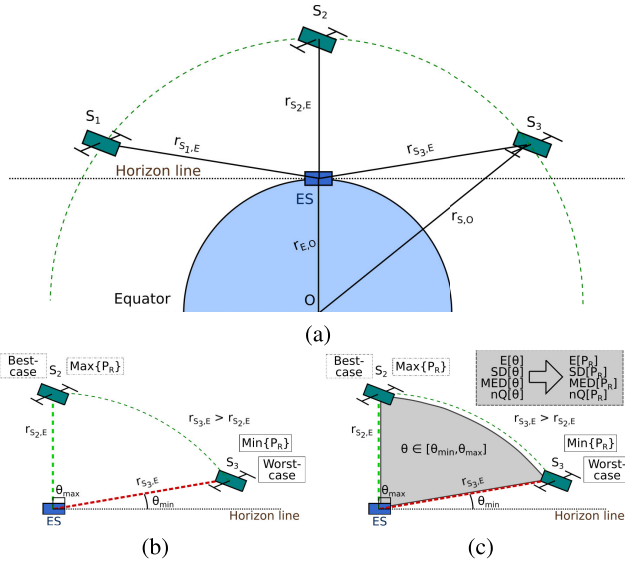 S2
S1
rS2,E
S3
rS1,E
rS3,E
Horizon line
ES
rS,O
rE,O
Equator
O
(a)
Best-
case
S2
Max{PR}
rS3,E > rS2,E
rS2,E
Min{PR}
S3
Worst-
case
θmax
rS3,E
θmin
ES
Horizon line
(b)
Best-
case
S2
Max{PR}
E[θ]
SD[θ]
MED[θ]
nQ[θ]
E[PR]
SD[PR]
MED[PR]
nQ[PR]
rS3,E > rS2,E
rS2,E
θ ∈ [θmin,θmax]
Min{PR}
S3
Worst-
case
θmax
rS3,E
θmin
ES
Horizon line
(c)